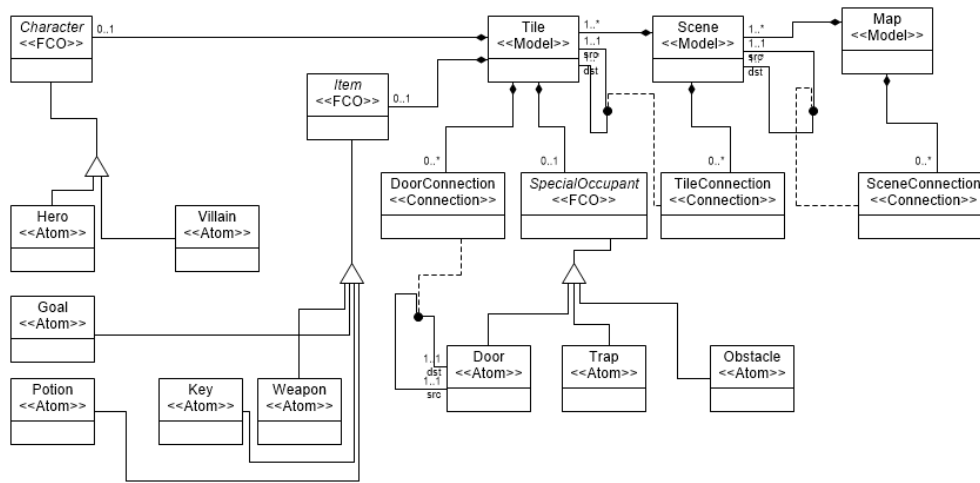 Character
<<FCO>>
0..1
Tile
<<Model>>
1..*
1..1
src
dst
Scene
<<Model>>
1..*
1..1
src
dst
Map
<<Model>>
Item
<<FCO>>
0..1
0..*
0..1
0..*
0..*
DoorConnection
<<Connection>>
SpecialOccupant
<<FCO>>
TileConnection
<<Connection>>
SceneConnection
<<Connection>>
Hero
<<Atom>>
Villain
<<Atom>>
Goal
<<Atom>>
Potion
<<Atom>>
Key
<<Atom>>
Weapon
<<Atom>>
1..1
dst
1..1
src
Door
<<Atom>>
Trap
<<Atom>>
Obstacle
<<Atom>>